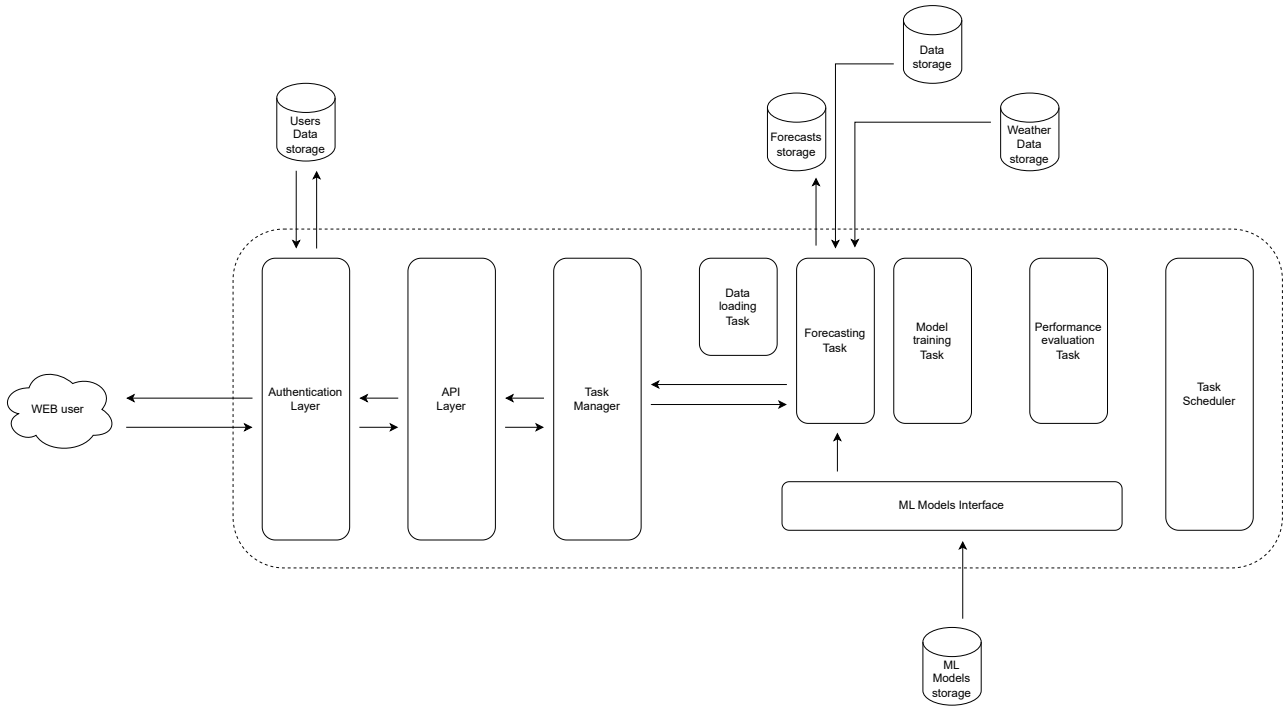 Data
storage
Users
Data
storage
Forecasts
storage
Weather
Data
storage
Data
loading
Task
Forecasting
Task
Model
training
Task
Performance
evaluation
Task
WEB user
Authentication
Layer
API
Layer
Task
Manager
Task
Scheduler
ML Models Interface
ML
Models
storage